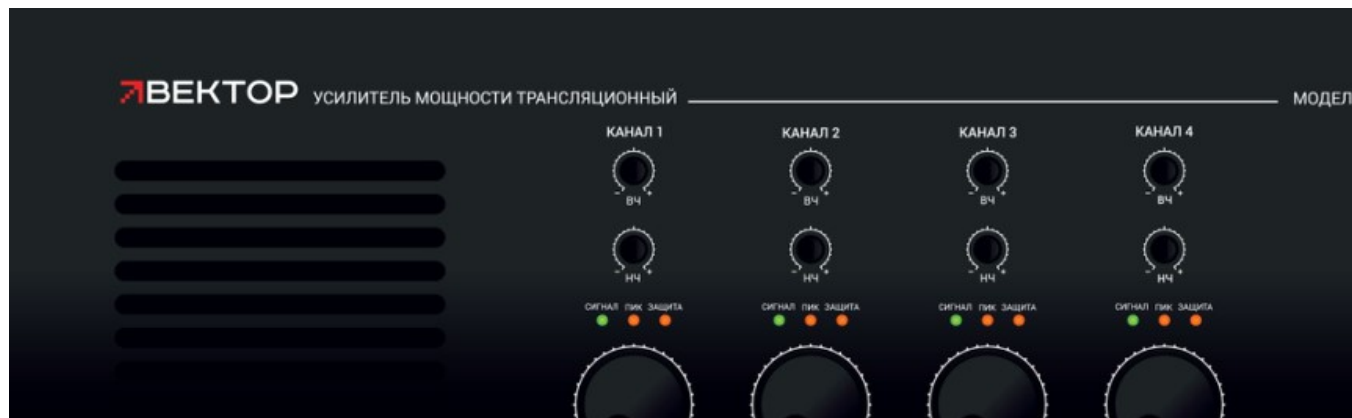 ВЕКТОР УСИЛИТЕЛЬ МОЩНОСТИ ТРАНСЛЯЦИОННЫЙ МОДЕЛ
КАНАЛ 1 КАНАЛ 2 КАНАЛ 3 КАНАЛ 4
- ВЧ + - ВЧ + - ВЧ + - ВЧ +
- НЧ + - НЧ + - НЧ + - НЧ +
СИГНАЛ ПИК ЗАЩИТА СИГНАЛ ПИК ЗАЩИТА СИГНАЛ ПИК ЗАЩИТА СИГНАЛ ПИК ЗАЩИТА